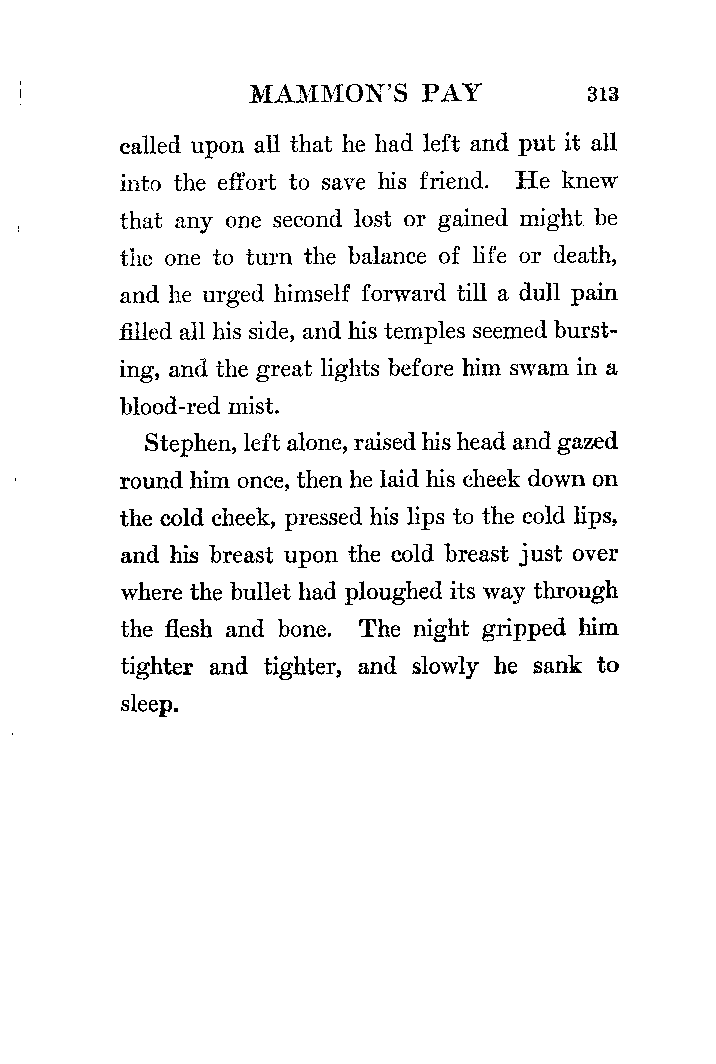 MAMMON'S PAY 313
called upon all that he had left and put it all
into the effort to save his friend. He knew
that any one second lost or gained might be
the one to turn the balance of life or death,
and he urged himself forward till a dull pain
filled all his side, and his temples seemed burst-
ing, and the great lights before him swam in a
blood-red mist.
Stephen, left alone, raised his head and gazed
round him once, then he laid his cheek down on
the cold cheek, pressed his lips to the cold lips,
and his breast upon the cold breast just over
where the bullet had ploughed its way through
the flesh and bone. The night gripped him
tighter and tighter, and slowly he sank to
sleep.